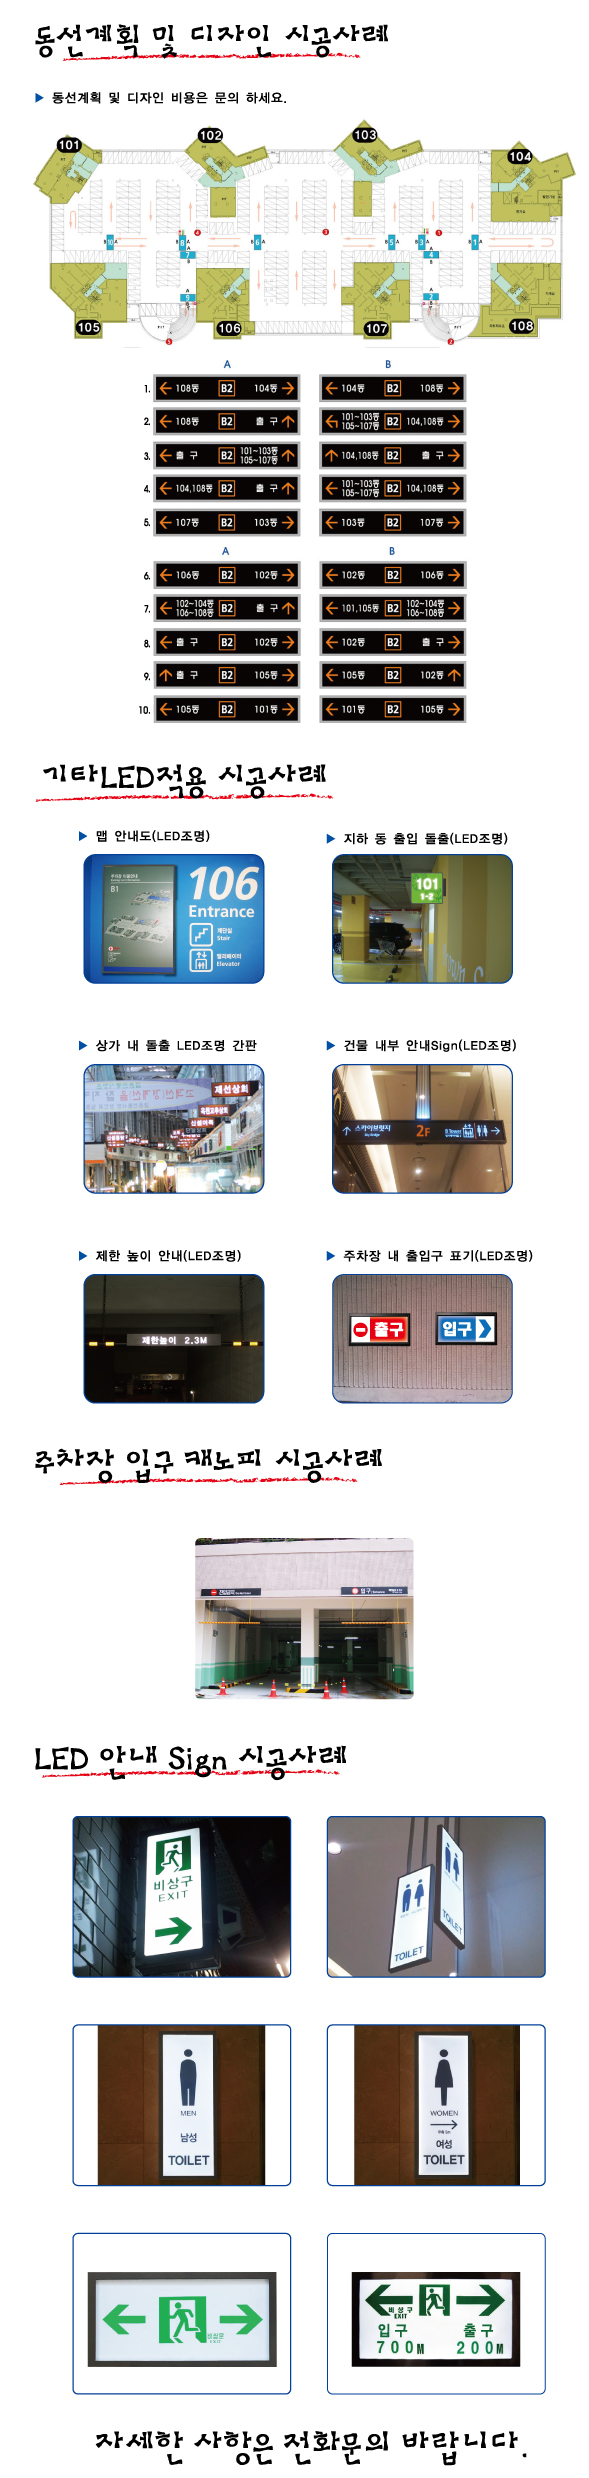 동선계획 및 디자인 시공사례
▶ 동선계획 및 디자인 비용은 문의 하세요.
101
102
103
104
105
106
107
108
A B
1. ← 108동 B2 104동 → ← 104동 B2 108동 →
2. ← 108동 B2 출 구 ↑ 101~103동 105~107동 B2 104,108동 →
3. ← 출 구 B2 101~103동 105~107동 ↑ ↑ 104,108동 B2 출 구 →
4. ← 104,108동 B2 출 구 ↑ ← 101~103동 105~107동 B2 104,108동 →
5. ← 107동 B2 103동 → ← 103동 B2 107동 →
A B
6. ← 106동 B2 102동 → ← 102동 B2 106동 →
7. ← 102~104동 106~108동 B2 출 구 ↑ ← 101,105동 B2 102~104동 106~108동 →
8. ← 출 구 B2 102동 → ← 102동 B2 출 구 →
9. ↑ 출 구 B2 105동 → ← 105동 B2 102동 ↑
10. ← 105동 B2 101동 → ← 101동 B2 105동 →
기타LED적용 시공사례
▶ 맵 안내도(LED조명)
▶ 지하 동 출입 돌출(LED조명)
B1
106
Entrance
계단실
Stair
엘리베이터
Elevator
101
1-2
▶ 상가 내 돌출 LED조명 간판
▶ 건물 내부 안내Sign(LED조명)
제선상회
↑ 스카이브릿지
Sky Bridge
2F
B Tower
→
▶ 제한 높이 안내(LED조명)
▶ 주차장 내 출입구 표기(LED조명)
제한높이 2.3M
출구
입구
주차장 입구 캐노피 시공사례
입구
LED 안내 Sign 시공사례
비상구
EXIT
TOILET
TOILET
MEN
남성
TOILET
WOMEN
여성
TOILET
비상문
EXIT
비상구
EXIT
입구 출구
700M 200M
자세한 사항은 전화문의 바랍니다.